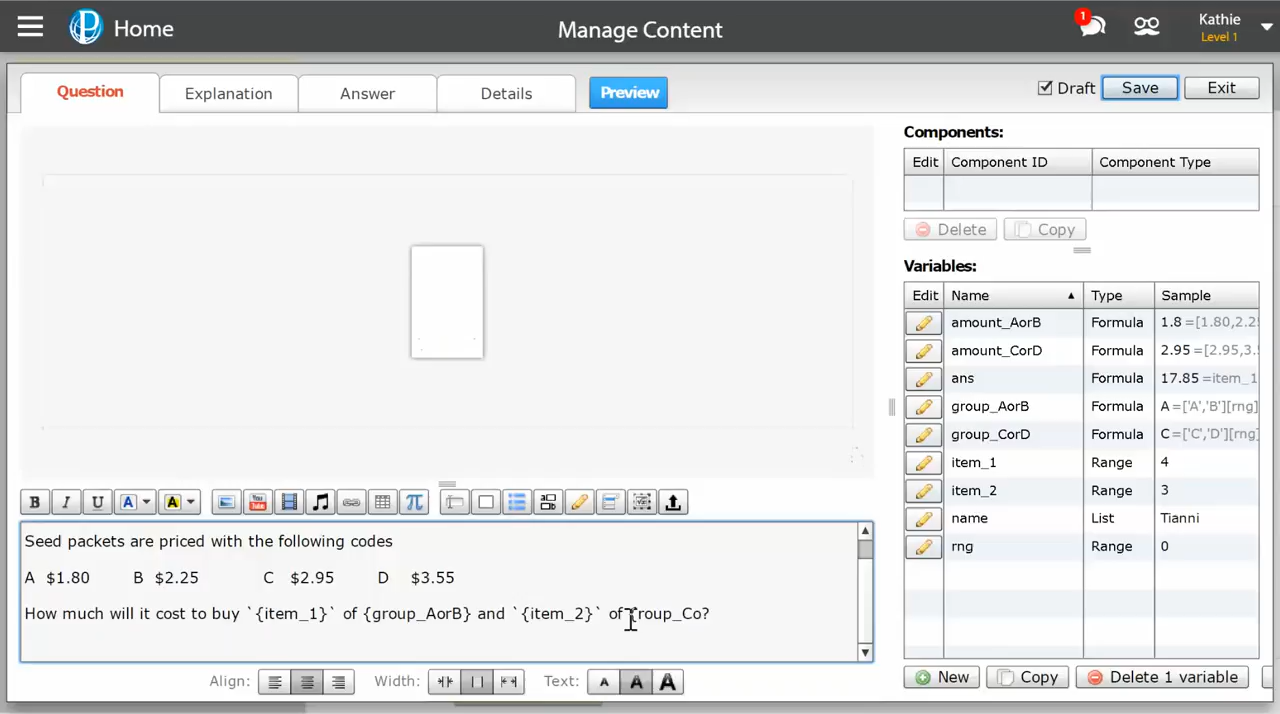 Home
Manage Content
1
Kathie
Level 1
Question
Explanation
Answer
Details
Preview
Draft
Save
Exit
Components:
Edit Component ID Component Type
Delete
Copy
Variables:
Edit Name Type Sample
amount_AorB Formula 1.8 =[1.80,2.2
amount_CorD Formula 2.95 =[2.95,3.
ans Formula 17.85 =item_1
group_AorB Formula A =['A','B'][rng]
group_CorD Formula C =['C','D'][rng]
item_1 Range 4
item_2 Range 3
name List Tianni
rng Range 0
B I U A A π
Seed packets are priced with the following codes
A $1.80 B $2.25 C $2.95 D $3.55
How much will it cost to buy `{item_1}` of {group_AorB} and `{item_2}` of roup_Co?
Align:
Width:
Text: A A A
New
Copy
Delete 1 variable